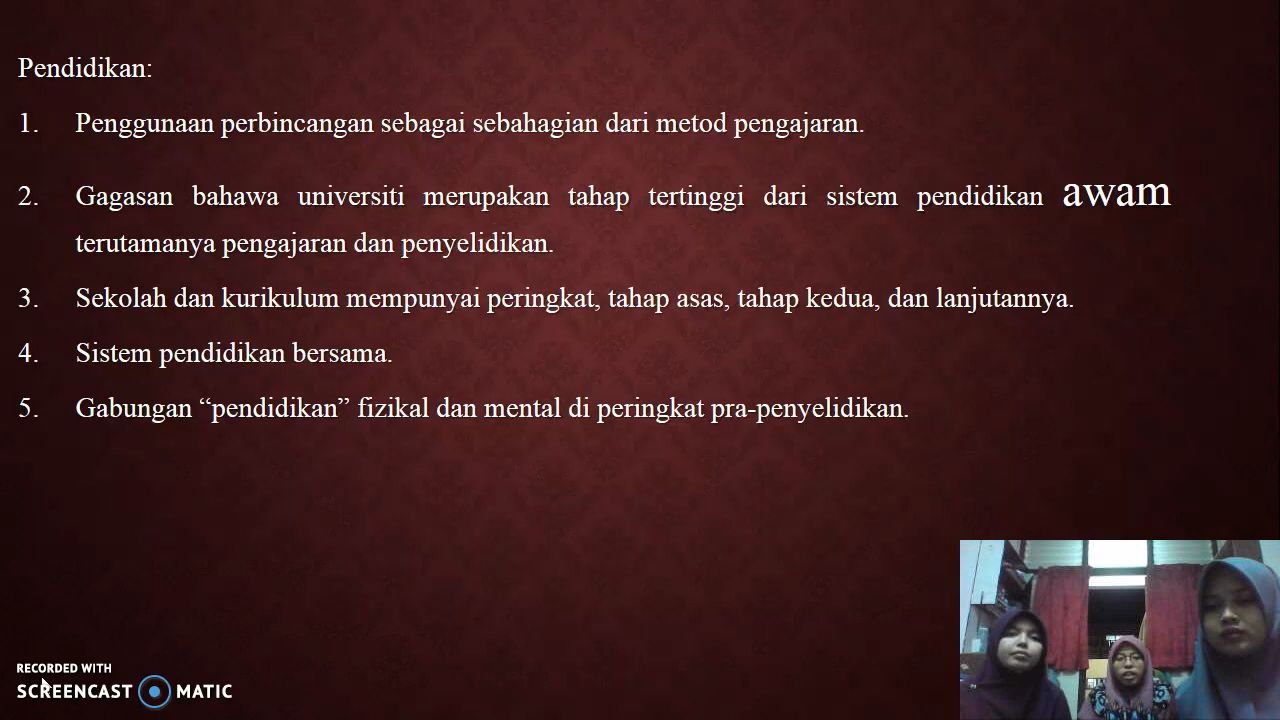 Pendidikan:
1. Penggunaan perbincangan sebagai sebahagian dari metod pengajaran.
2. Gagasan bahawa universiti merupakan tahap tertinggi dari sistem pendidikan awam
terutamanya pengajaran dan penyelidikan.
3. Sekolah dan kurikulum mempunyai peringkat, tahap asas, tahap kedua, dan lanjutannya.
4. Sistem pendidikan bersama.
5. Gabungan “pendidikan” fizikal dan mental di peringkat pra-penyelidikan.
RECORDED WITH
SCREENCAST MATIC